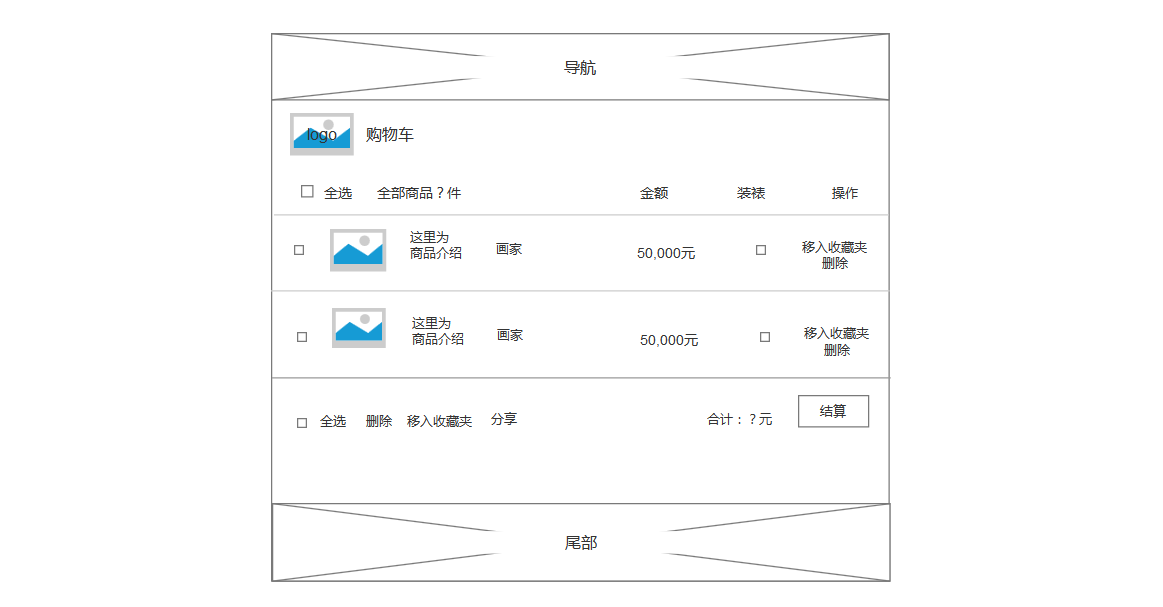 导航
logo
购物车
全选 全部商品？件 金额 装裱 操作
这里为
商品介绍
画家
50,000元
移入收藏夹
删除
这里为
商品介绍
画家
50,000元
移入收藏夹
删除
全选 删除 移入收藏夹 分享 合计：？元 结算
尾部